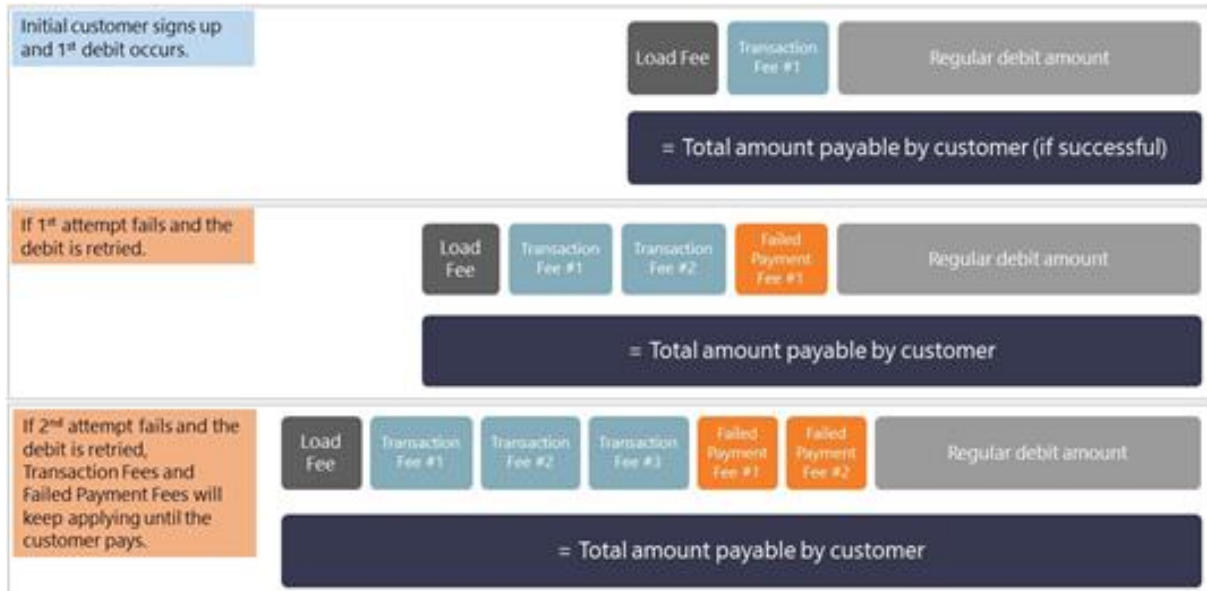 Initial customer signs up
and 1st debit occurs.
Load Fee
Transaction
Fee #1
Regular debit amount
= Total amount payable by customer (if successful)
If 1st attempt fails and the
debit is retried.
Load
Fee
Transaction
Fee #1
Transaction
Fee #2
Failed
Payment
Fee #1
Regular debit amount
= Total amount payable by customer
If 2nd attempt fails and the
debit is retried,
Transaction Fees and
Failed Payment Fees will
keep applying until the
customer pays.
Load
Fee
Transaction
Fee #1
Transaction
Fee #2
Transaction
Fee #3
Failed
Payment
Fee #1
Failed
Payment
Fee #2
Regular debit amount
= Total amount payable by customer